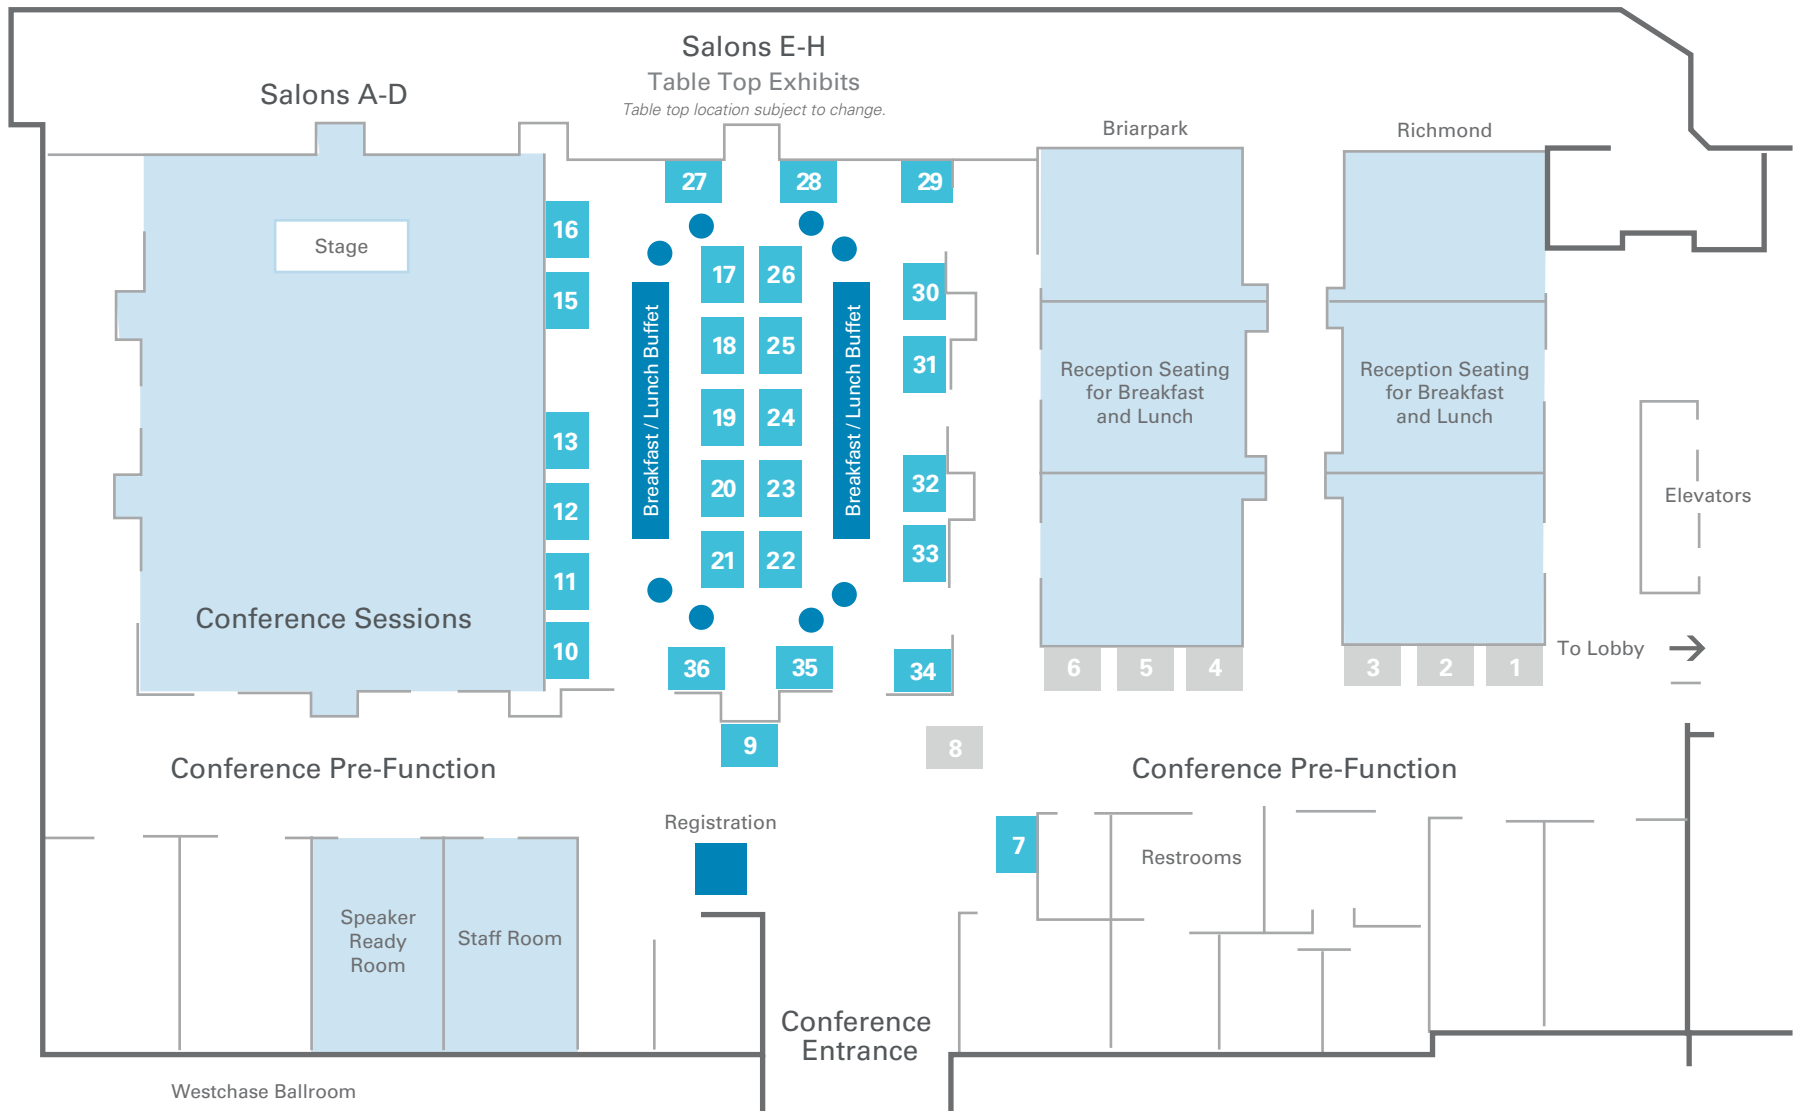 Salons E-H
Table Top Exhibits
Table top location subject to change.
Salons A-D
Briarpark
Richmond
27
28
29
16
Stage
17
26
30
15
18
25
31
Breakfast / Lunch Buffet
Breakfast / Lunch Buffet
Reception Seating
for Breakfast
and Lunch
Reception Seating
for Breakfast
and Lunch
19
24
13
20
23
32
Elevators
12
21
22
33
11
Conference Sessions
10
36
35
34
6
5
4
3
2
1
To Lobby
9
8
Conference Pre-Function
Conference Pre-Function
Registration
7
Restrooms
Speaker
Ready
Room
Staff Room
Conference
Entrance
Westchase Ballroom